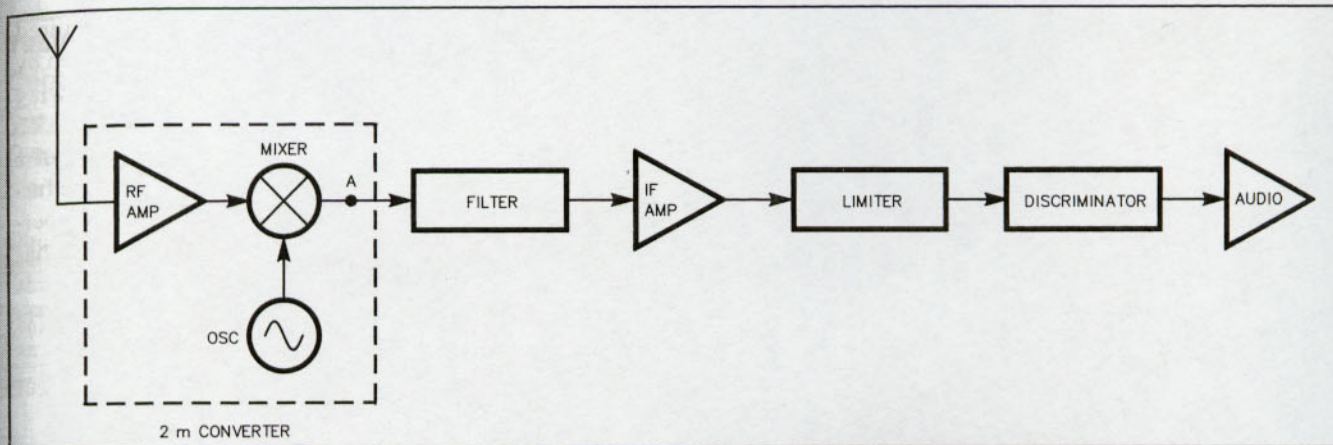 RF
AMP
MIXER
A
OSC
2 m CONVERTER
FILTER
IF
AMP
LIMITER
DISCRIMINATOR
AUDIO